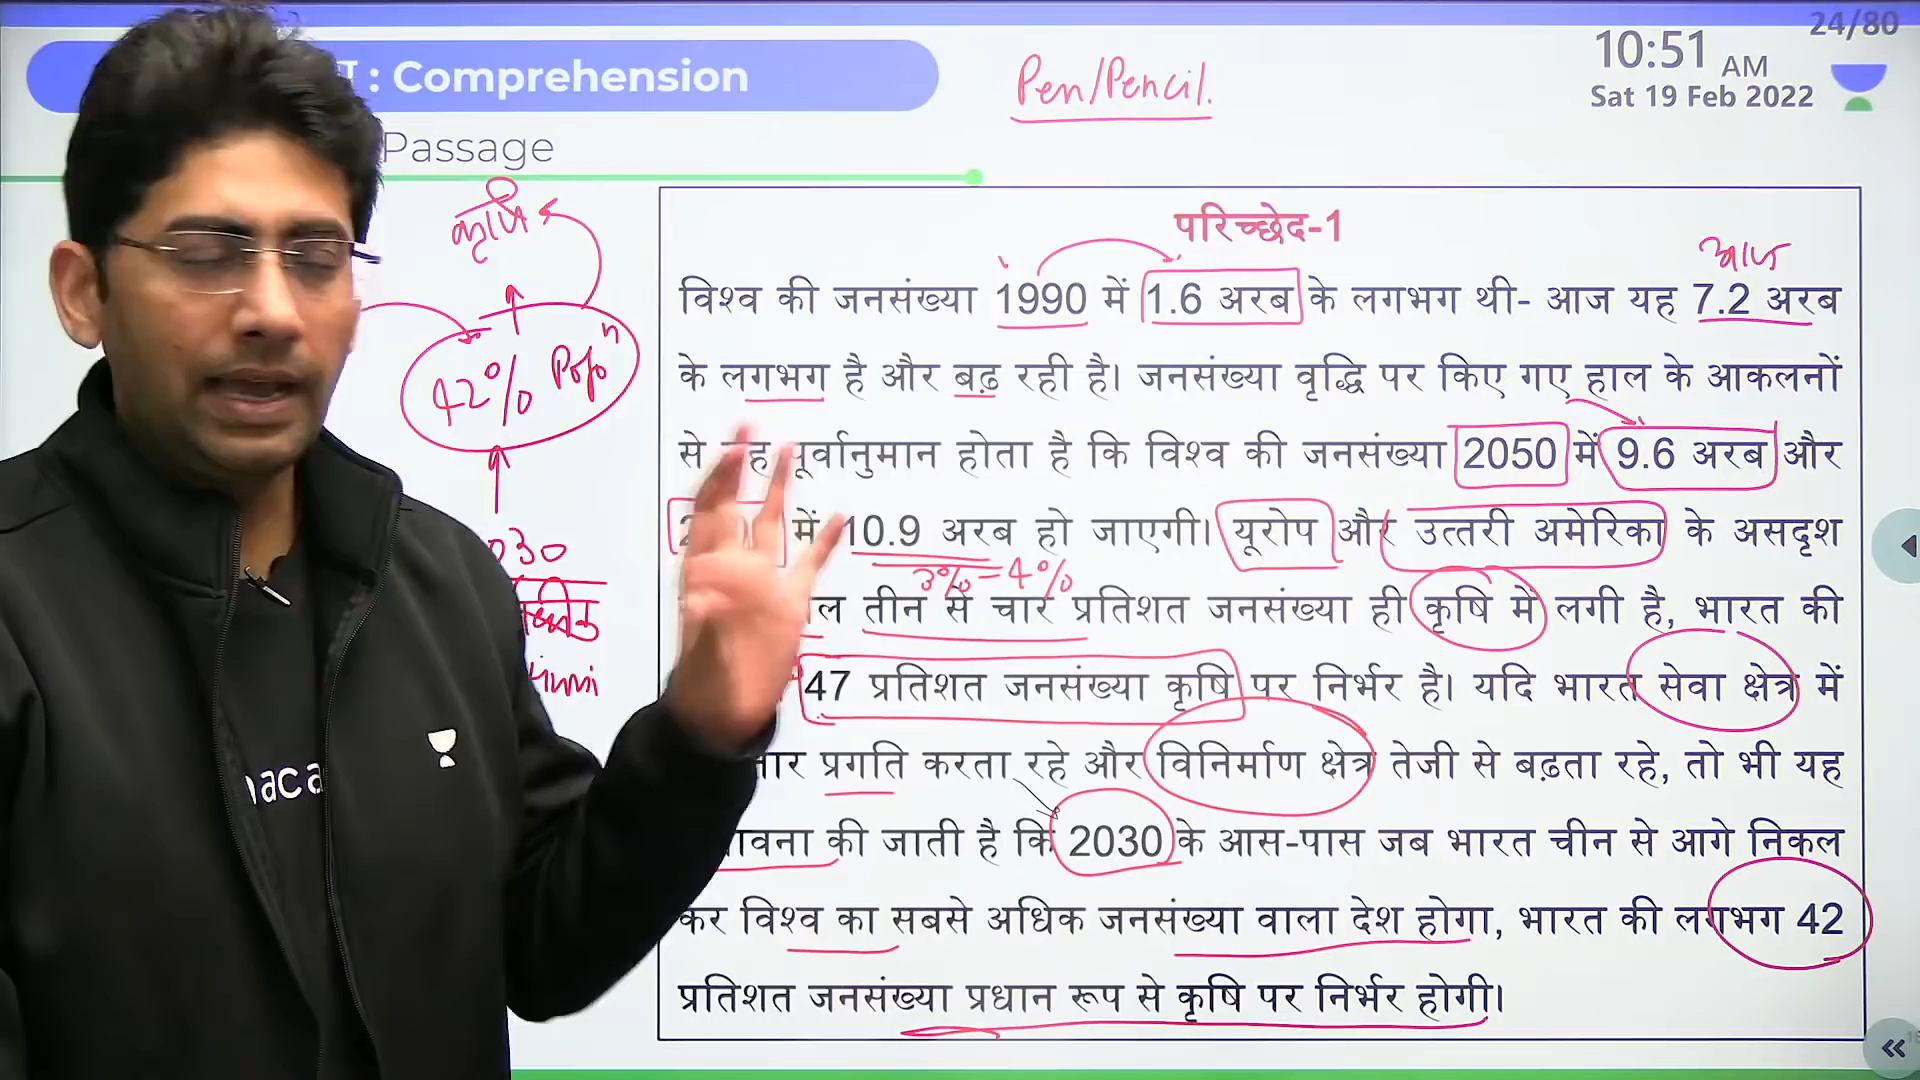 24/80
: Comprehension
Pen/Pencil.
10:51 AM
Sat 19 Feb 2022
Passage
कृषि
परिच्छेद-1
आज
विश्व की जनसंख्या 1990 में 1.6 अरब के लगभग थी- आज यह 7.2 अरब
के लगभग है और बढ़ रही है। जनसंख्या वृद्धि पर किए गए हाल के आकलनों
42% Popn
से पूर्वानुमान होता है कि विश्व की जनसंख्या 2050 में 9.6 अरब और
में 10.9 अरब हो जाएगी। यूरोप और उत्तरी अमेरिका के असदृश
3% - 4%
तीन से चार प्रतिशत जनसंख्या ही कृषि में लगी है, भारत की
47 प्रतिशत जनसंख्या कृषि पर निर्भर है। यदि भारत सेवा क्षेत्र में
प्रगति करता रहे और विनिर्माण क्षेत्र तेजी से बढ़ता रहे, तो भी यह
की जाती है कि 2030 के आस-पास जब भारत चीन से आगे निकल
कर विश्व का सबसे अधिक जनसंख्या वाला देश होगा, भारत की लगभग 42
प्रतिशत जनसंख्या प्रधान रूप से कृषि पर निर्भर होगी।